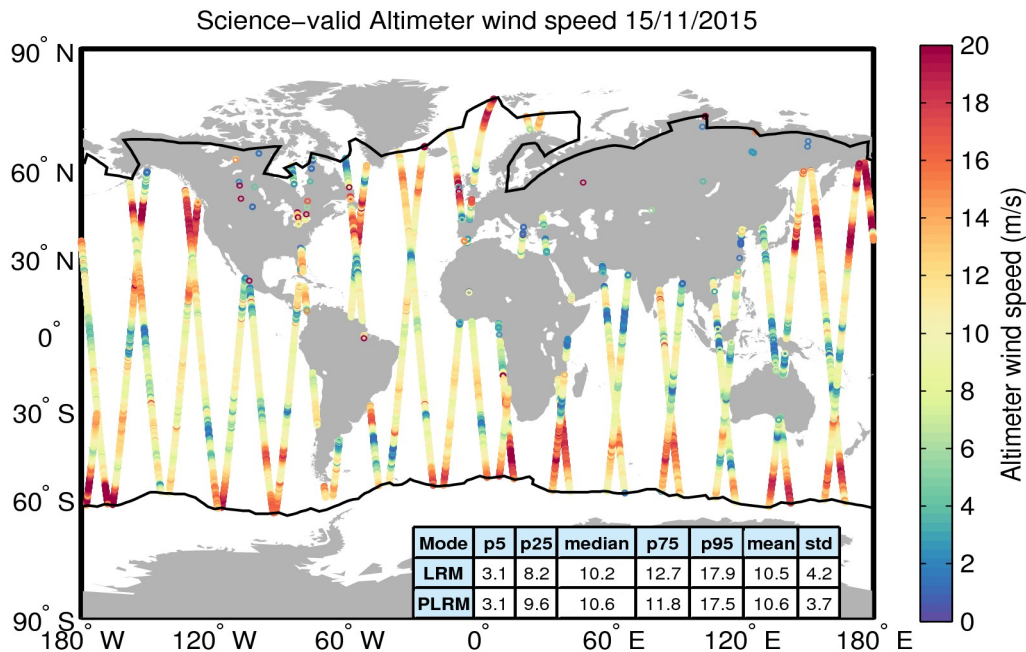 Science−valid Altimeter wind speed 15/11/2015
90° N
60° N
30° N
0°
30° S
60° S
90° S
180° W
120° W
60° W
0°
60° E
120° E
180° E
20
18
16
14
12
10
8
6
4
2
0
Altimeter wind speed (m/s)
Mode p5 p25 median p75 p95 mean std
LRM 3.1 8.2 10.2 12.7 17.9 10.5 4.2
PLRM 3.1 9.6 10.6 11.8 17.5 10.6 3.7